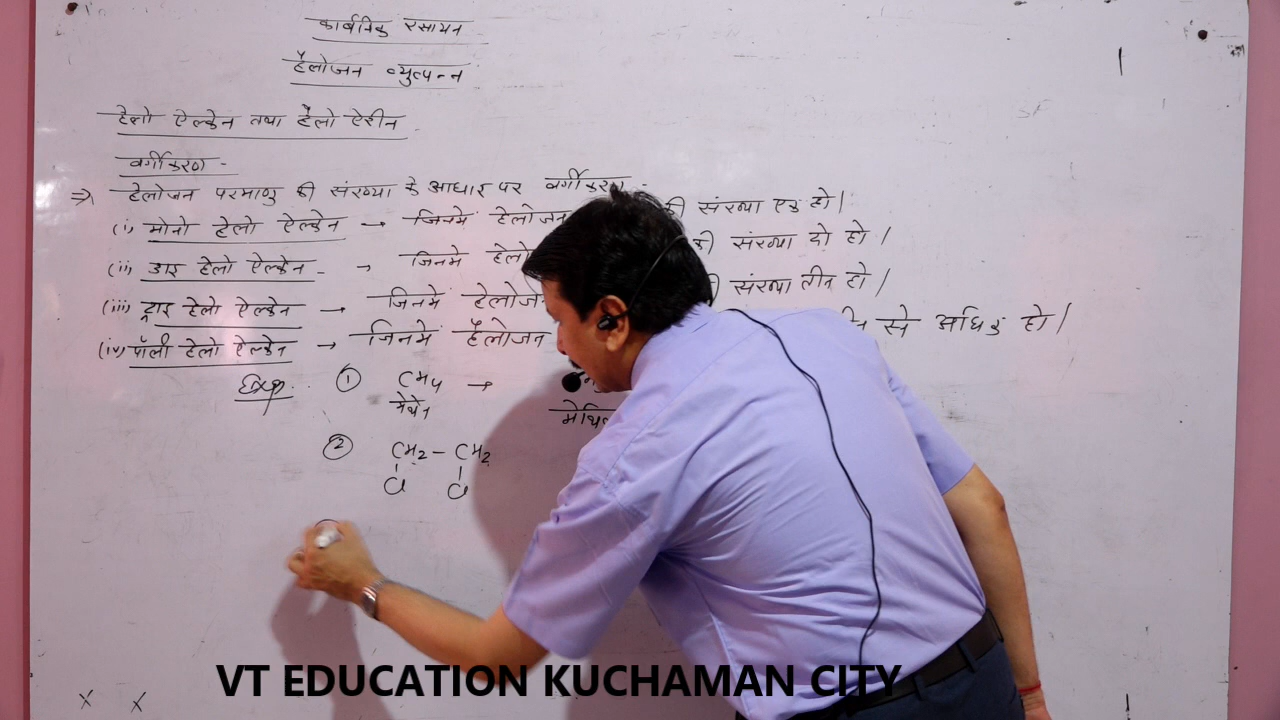 कार्बनिक रसायन
हैलोजन व्युत्पन्न
हेलो ऐल्केन तथा हैलो ऐरीन
वर्गीकरण -
⇒ हेलोजन परमाणु की संख्या के आधार पर वर्गीकरण -
(i) मोनो हेलो ऐल्केन → जिनमें हेलोजन की संख्या एक हो।
(ii) डाइ हेलो ऐल्केन - → जिनमे की संख्या दो हो।
(iii) ट्राइ हेलो ऐल्केन → जिनमें संख्या तीन हो।
(iv) पॉली हेलो ऐल्केन → जिनमें हैलोजन से अधिक हो।
① CH4 →
मेथेन
② CH2 - CH2
Cl Cl
x x
VT EDUCATION KUCHAMAN CITY